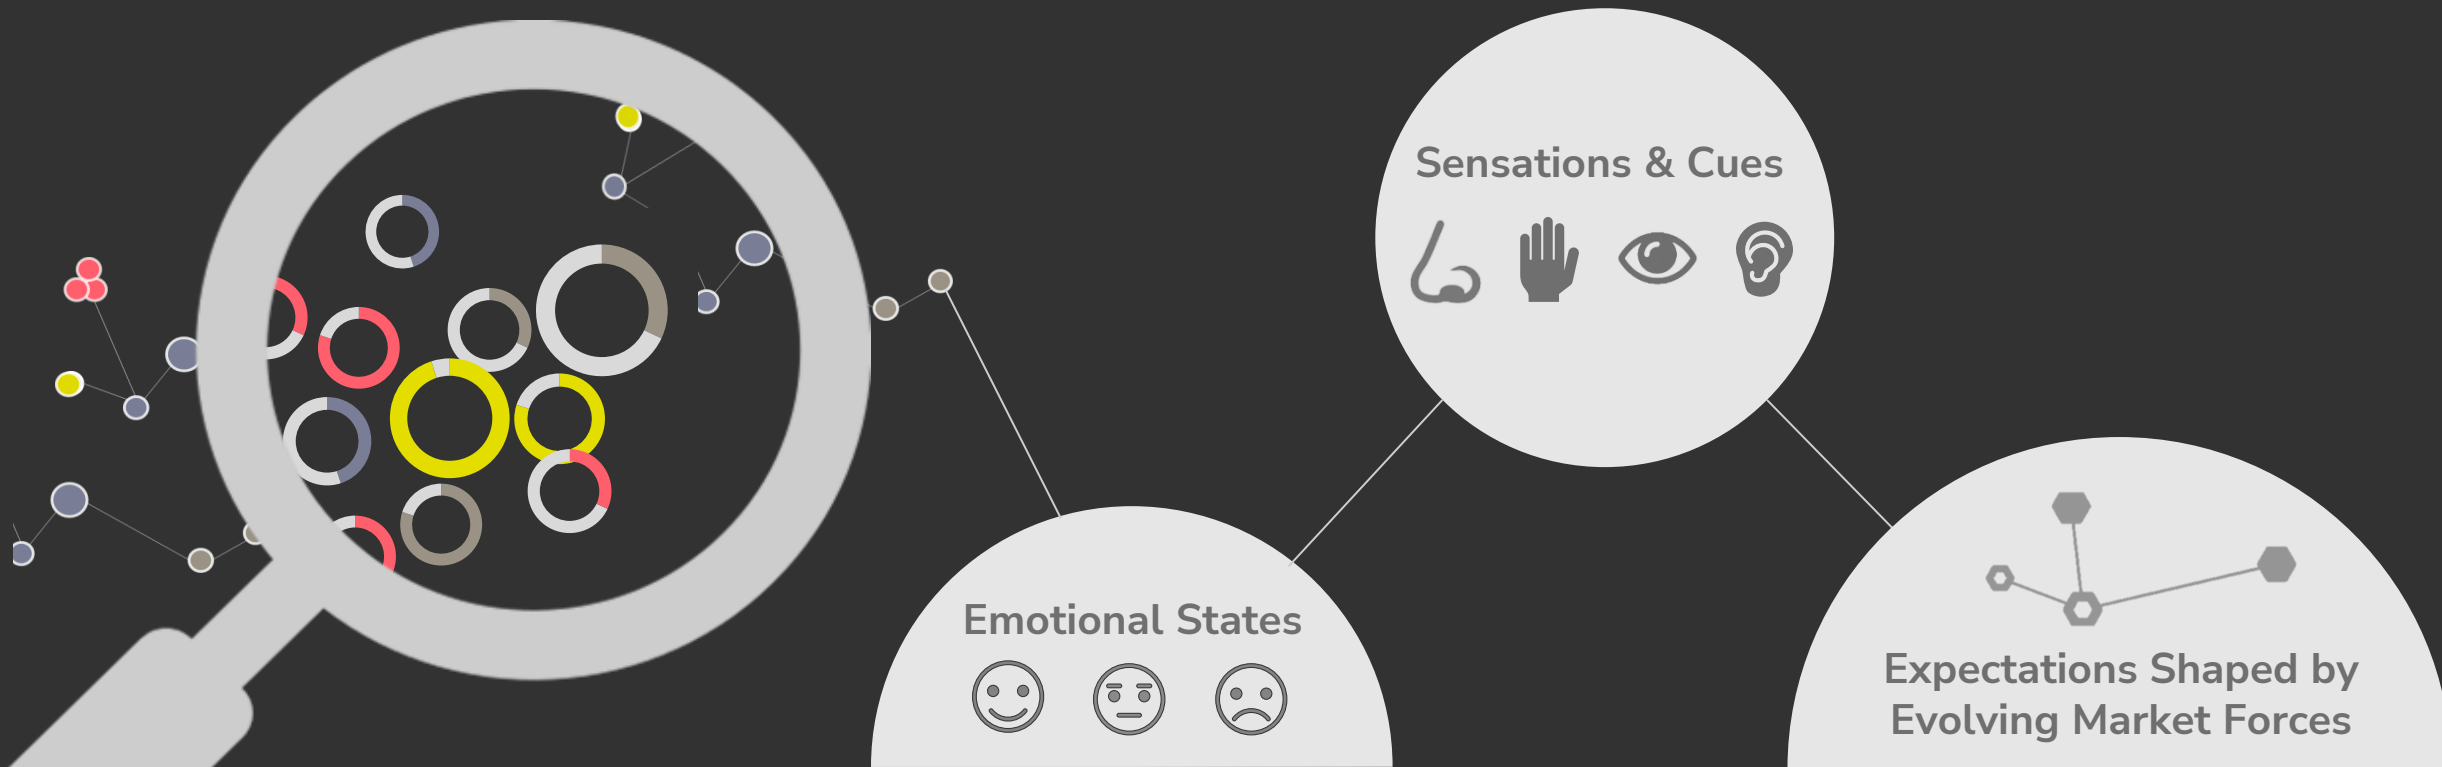 Sensations & Cues
Emotional States
Expectations Shaped by
Evolving Market Forces